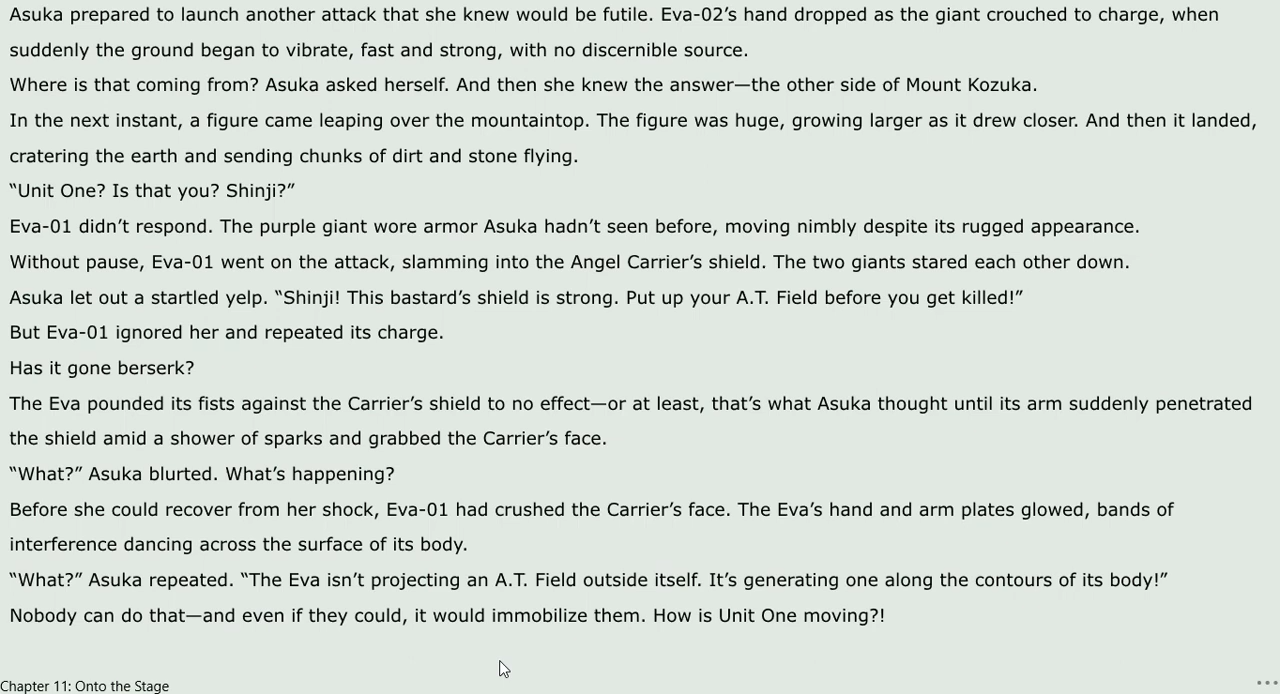 Asuka prepared to launch another attack that she knew would be futile. Eva-02’s hand dropped as the giant crouched to charge, when
suddenly the ground began to vibrate, fast and strong, with no discernible source.
Where is that coming from? Asuka asked herself. And then she knew the answer—the other side of Mount Kozuka.
In the next instant, a figure came leaping over the mountaintop. The figure was huge, growing larger as it drew closer. And then it landed,
cratering the earth and sending chunks of dirt and stone flying.
“Unit One? Is that you? Shinji?”
Eva-01 didn’t respond. The purple giant wore armor Asuka hadn’t seen before, moving nimbly despite its rugged appearance.
Without pause, Eva-01 went on the attack, slamming into the Angel Carrier’s shield. The two giants stared each other down.
Asuka let out a startled yelp. “Shinji! This bastard’s shield is strong. Put up your A.T. Field before you get killed!”
But Eva-01 ignored her and repeated its charge.
Has it gone berserk?
The Eva pounded its fists against the Carrier’s shield to no effect—or at least, that’s what Asuka thought until its arm suddenly penetrated
the shield amid a shower of sparks and grabbed the Carrier’s face.
“What?” Asuka blurted. What’s happening?
Before she could recover from her shock, Eva-01 had crushed the Carrier’s face. The Eva’s hand and arm plates glowed, bands of
interference dancing across the surface of its body.
“What?” Asuka repeated. “The Eva isn’t projecting an A.T. Field outside itself. It’s generating one along the contours of its body!”
Nobody can do that—and even if they could, it would immobilize them. How is Unit One moving?!
Chapter 11: Onto the Stage